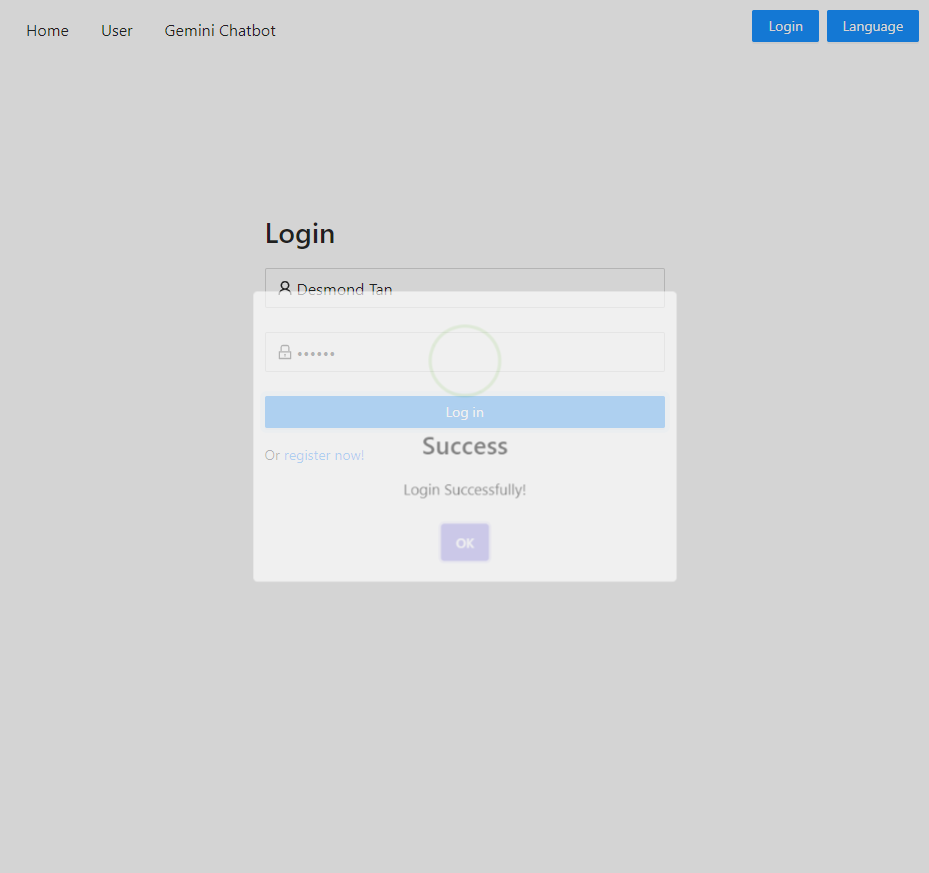 Home User Gemini Chatbot Login Language
Login
Desmond Tan
••••••
Log in
Success
Or register now!
Login Successfully!
OK